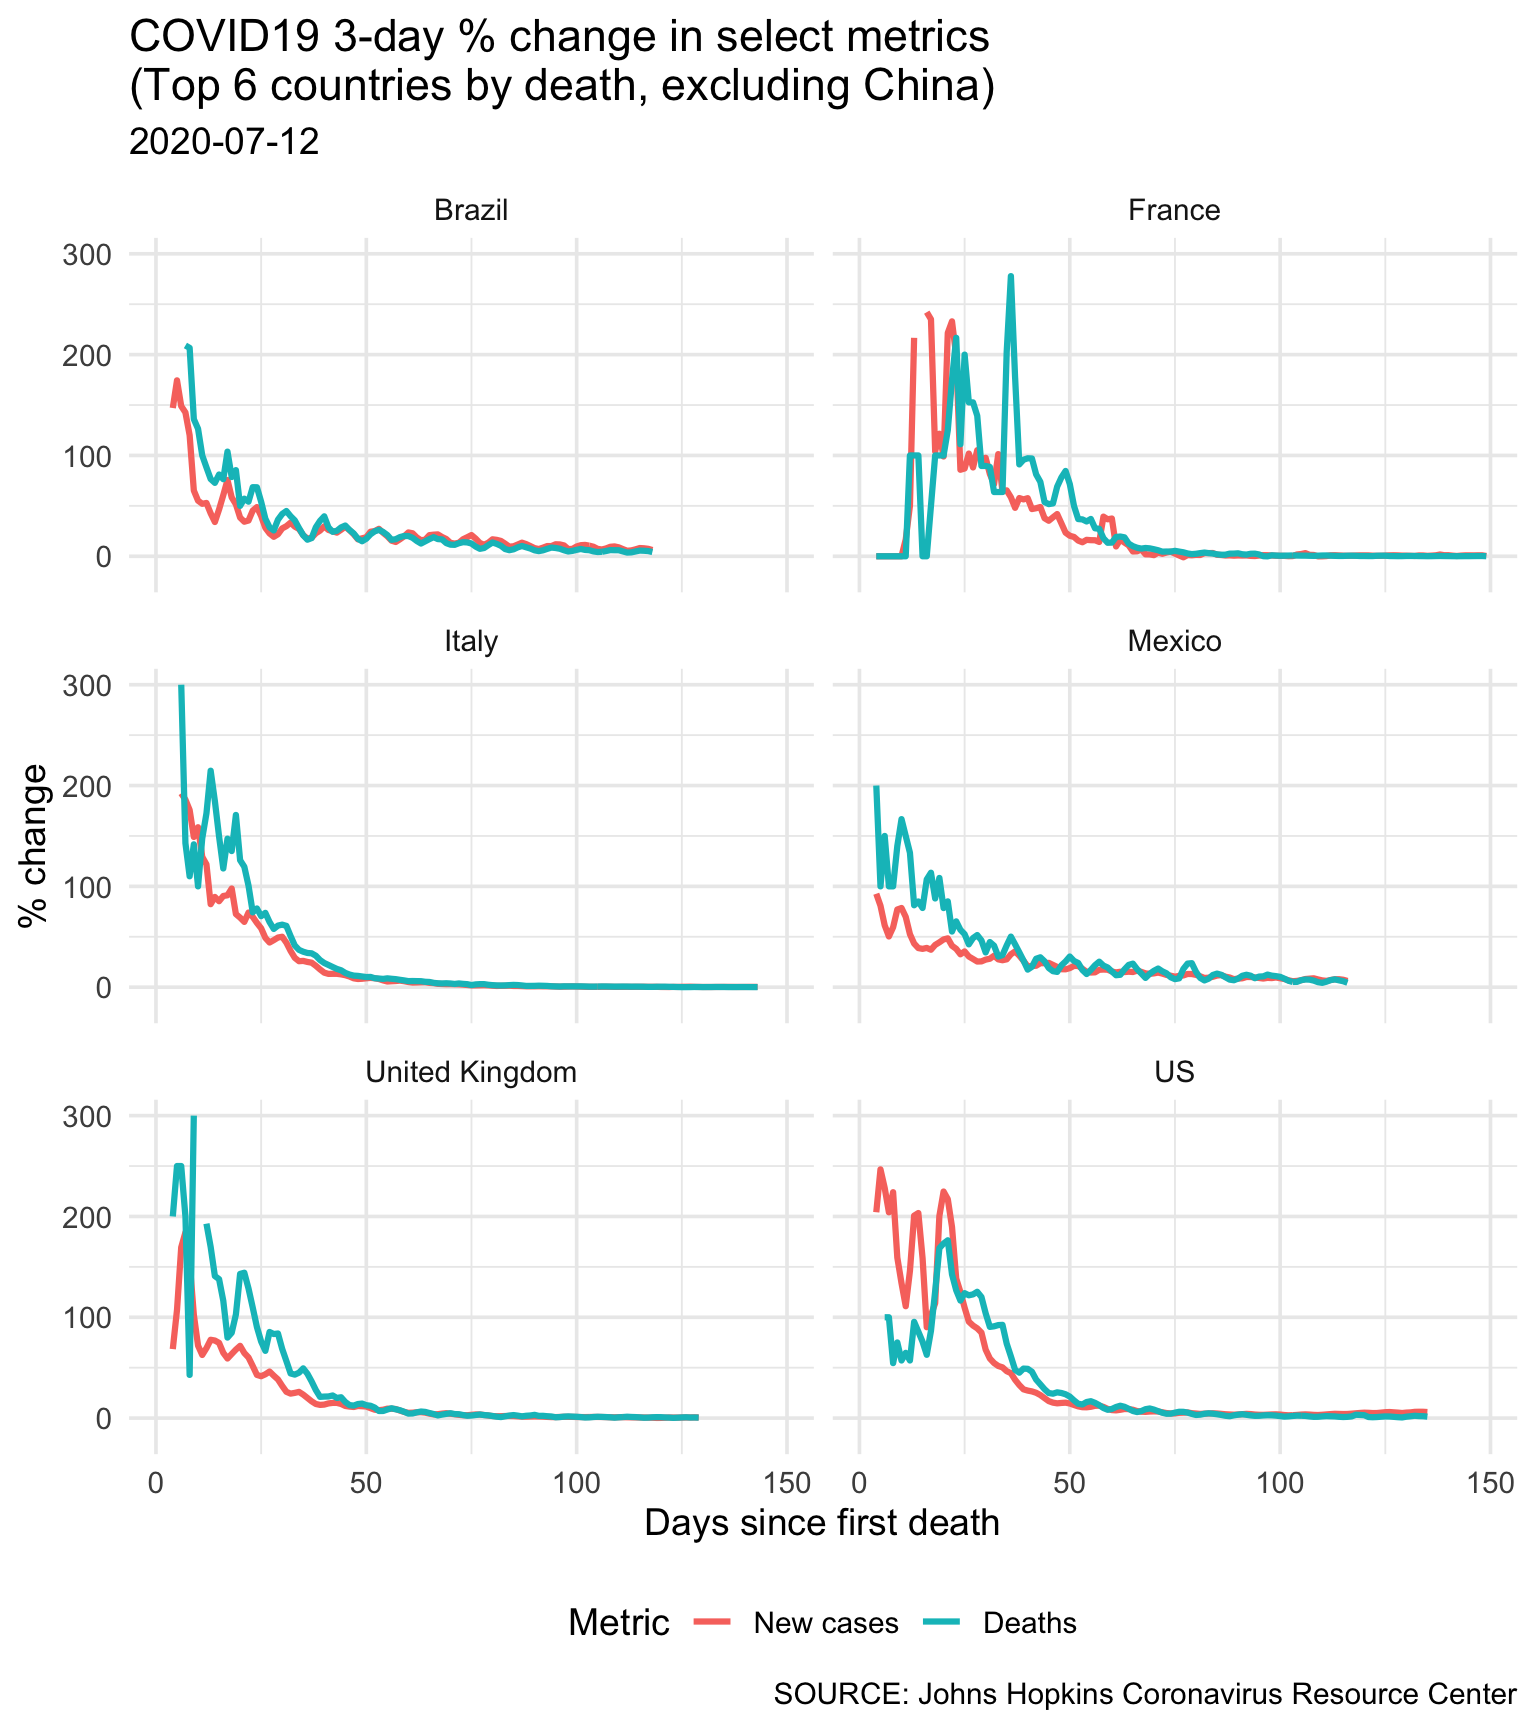 COVID19 3-day % change in select metrics
(Top 6 countries by death, excluding China)
2020-07-12
Brazil
France
300
200
100
0
Italy
Mexico
300
200
100
0
% change
United Kingdom
US
300
200
100
0
0 50 100 150
0 50 100 150
Days since first death
Metric New cases Deaths
SOURCE: Johns Hopkins Coronavirus Resource Center